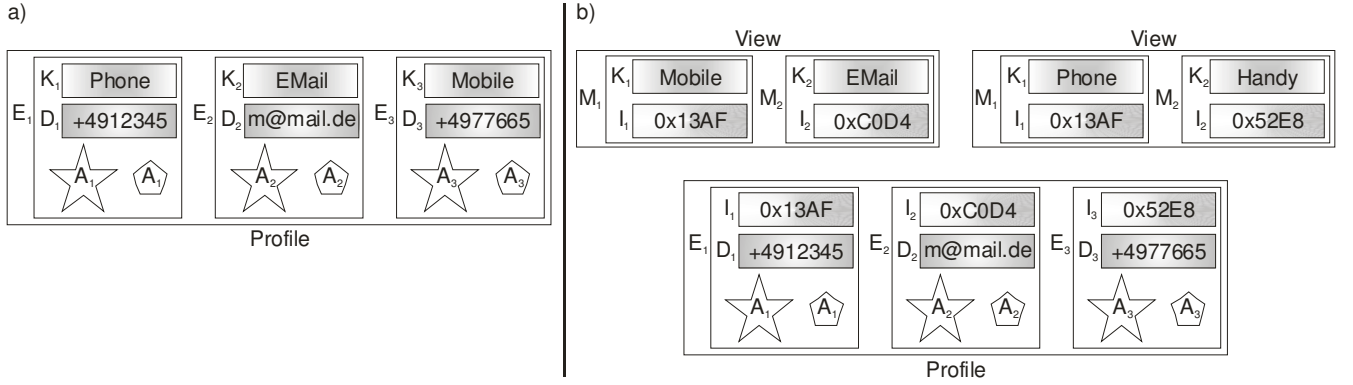 a)
E₁ K₁ Phone
D₁ +4912345
A₁ A₁
E₂ K₂ EMail
D₂ m@mail.de
A₂ A₂
E₃ K₃ Mobile
D₃ +4977665
A₃ A₃
Profile
b)
View
M₁ K₁ Mobile
I₁ 0x13AF
M₂ K₂ EMail
I₂ 0xC0D4
View
M₁ K₁ Phone
I₁ 0x13AF
M₂ K₂ Handy
I₂ 0x52E8
E₁ I₁ 0x13AF
D₁ +4912345
A₁ A₁
E₂ I₂ 0xC0D4
D₂ m@mail.de
A₂ A₂
E₃ I₃ 0x52E8
D₃ +4977665
A₃ A₃
Profile